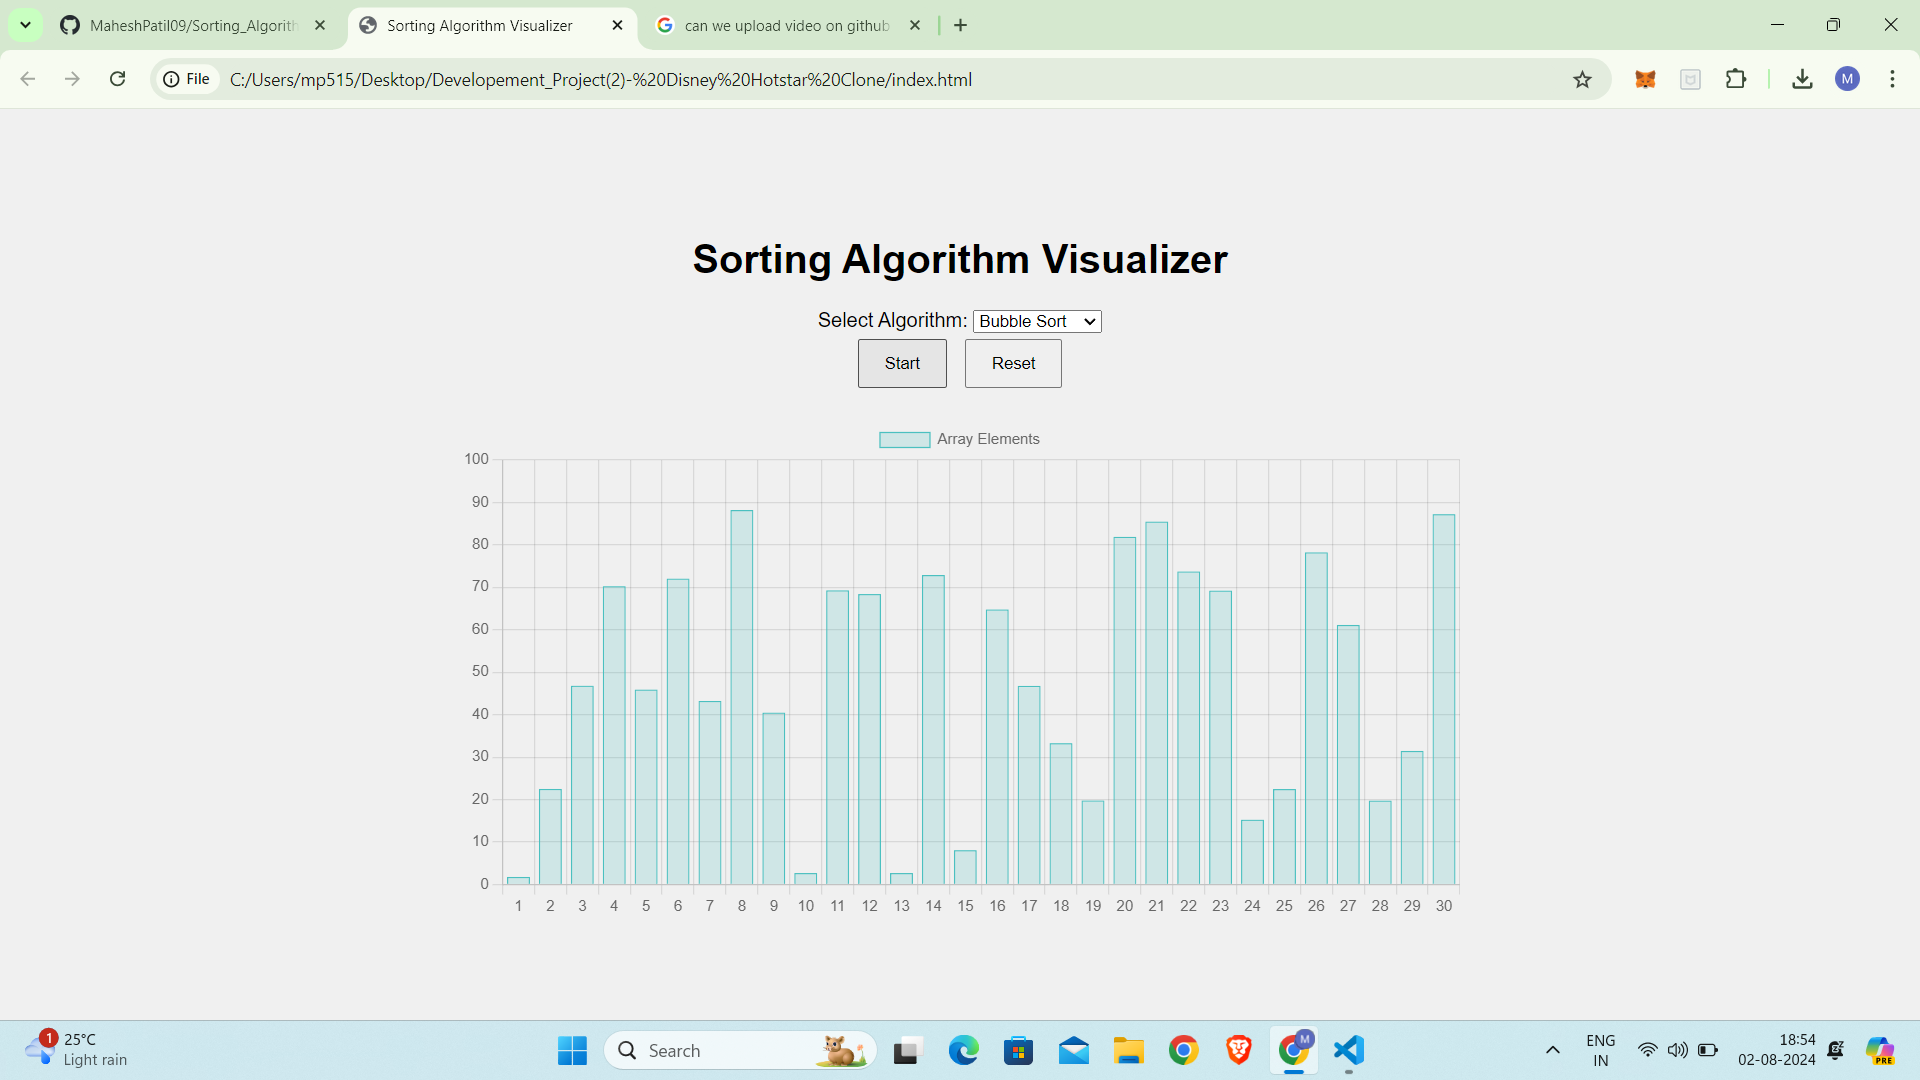 MaheshPatil09/Sorting_Algorith
Sorting Algorithm Visualizer
can we upload video on github
File
C:/Users/mp515/Desktop/Developement_Project(2)-%20Disney%20Hotstar%20Clone/index.html
M
Sorting Algorithm Visualizer
Select Algorithm: Bubble Sort
Start Reset
Array Elements
100
90
80
70
60
50
40
30
20
10
0
1 2 3 4 5 6 7 8 9 10 11 12 13 14 15 16 17 18 19 20 21 22 23 24 25 26 27 28 29 30
1
25°C
Light rain
Search
M
ENG
IN
18:54
02-08-2024
PRE